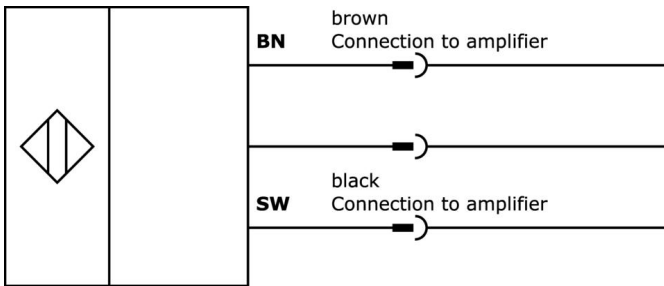 brown
BN Connection to amplifier
black
SW Connection to amplifier